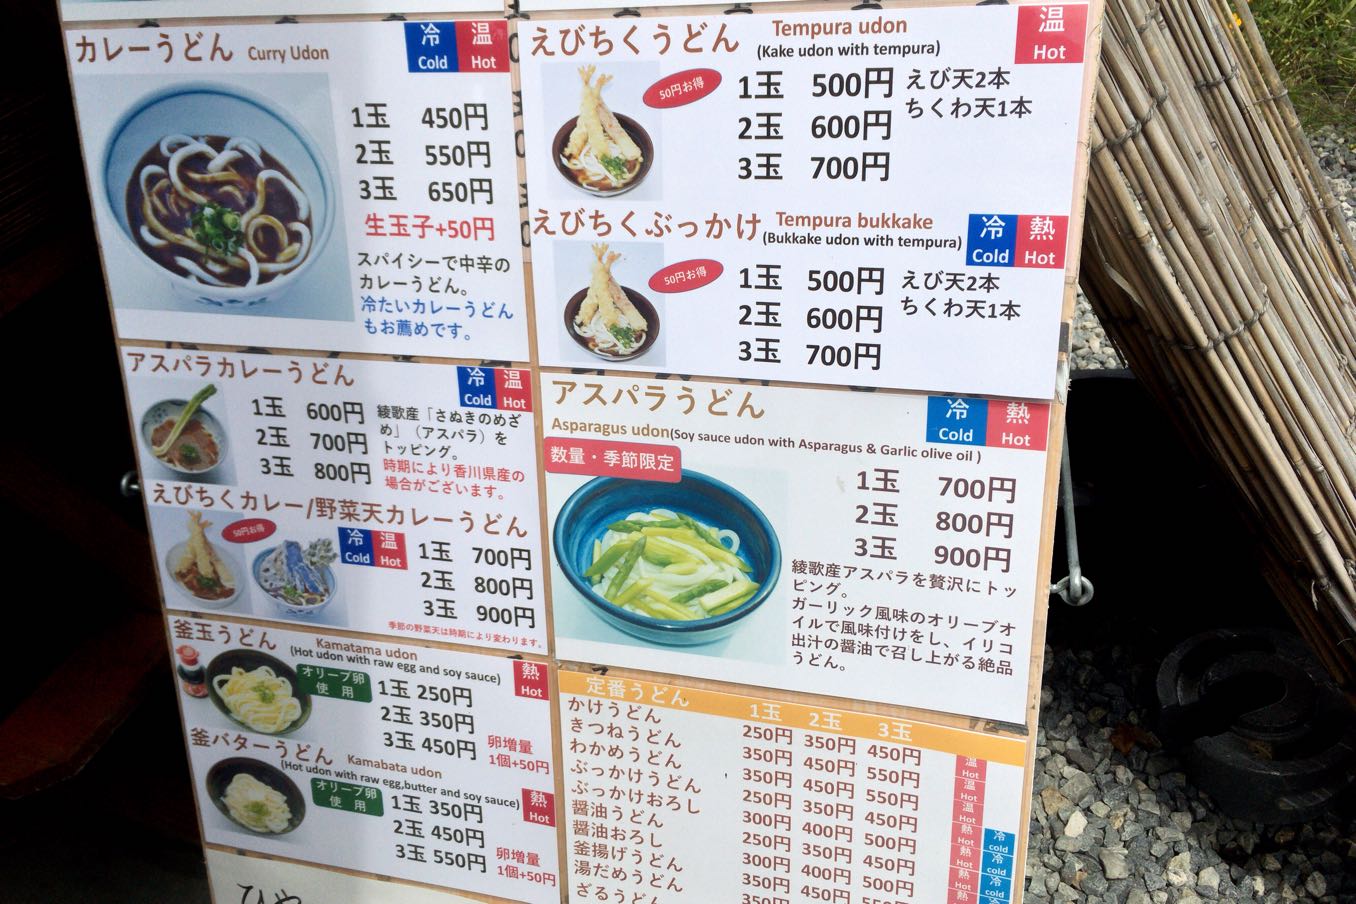 カレーうどん Curry Udon
冷 Cold 温 Hot
1玉 450円
2玉 550円
3玉 650円
生玉子+50円
スパイシーで中辛の
カレーうどん。
冷たいカレーうどん
もお薦めです。
アスパラカレーうどん
冷 Cold 温 Hot
1玉 600円
2玉 700円
3玉 800円
綾歌産「さぬきのめざ
め」（アスパラ）を
トッピング。
時期により香川県産の
場合がございます。
えびちくカレー/野菜天カレーうどん
50円お得
冷 Cold 温 Hot
1玉 700円
2玉 800円
3玉 900円
季節の野菜天は時期により変わります。
釜玉うどん Kamatama udon
(Hot udon with raw egg and soy sauce)
熱 Hot
オリーブ卵
使用
1玉 250円
2玉 350円
3玉 450円
卵増量
1個+50円
釜バターうどん Kamabata udon
(Hot udon with raw egg,butter and soy sauce)
熱 Hot
オリーブ卵
使用
1玉 350円
2玉 450円
3玉 550円
卵増量
1個+50円
ひや
えびちくうどん Tempura udon
(Kake udon with tempura)
温 Hot
50円お得
1玉 500円 えび天2本
ちくわ天1本
2玉 600円
3玉 700円
えびちくぶっかけ Tempura bukkake
(Bukkake udon with tempura)
冷 Cold 熱 Hot
50円お得
1玉 500円 えび天2本
ちくわ天1本
2玉 600円
3玉 700円
アスパラうどん
冷 Cold 熱 Hot
Asparagus udon(Soy sauce udon with Asparagus & Garlic olive oil )
数量・季節限定
1玉 700円
2玉 800円
3玉 900円
綾歌産アスパラを贅沢にトッ
ピング。
ガーリック風味のオリーブオ
イルで風味付けをし、イリコ
出汁の醤油で召し上がる絶品
うどん。
定番うどん 1玉 2玉 3玉
かけうどん 250円 350円 450円 温 Hot
きつねうどん 350円 450円 550円 温 Hot
わかめうどん 350円 450円 550円 温 Hot
ぶっかけうどん 250円 350円 450円 熱 Hot 冷 cold
ぶっかけおろし 300円 400円 500円 熱 Hot 冷 cold
醤油うどん 250円 350円 450円 熱 Hot 冷 cold
醤油おろし 300円 400円 500円
釜揚げうどん 350円 450円 550円
湯だめうどん
ざるうどん